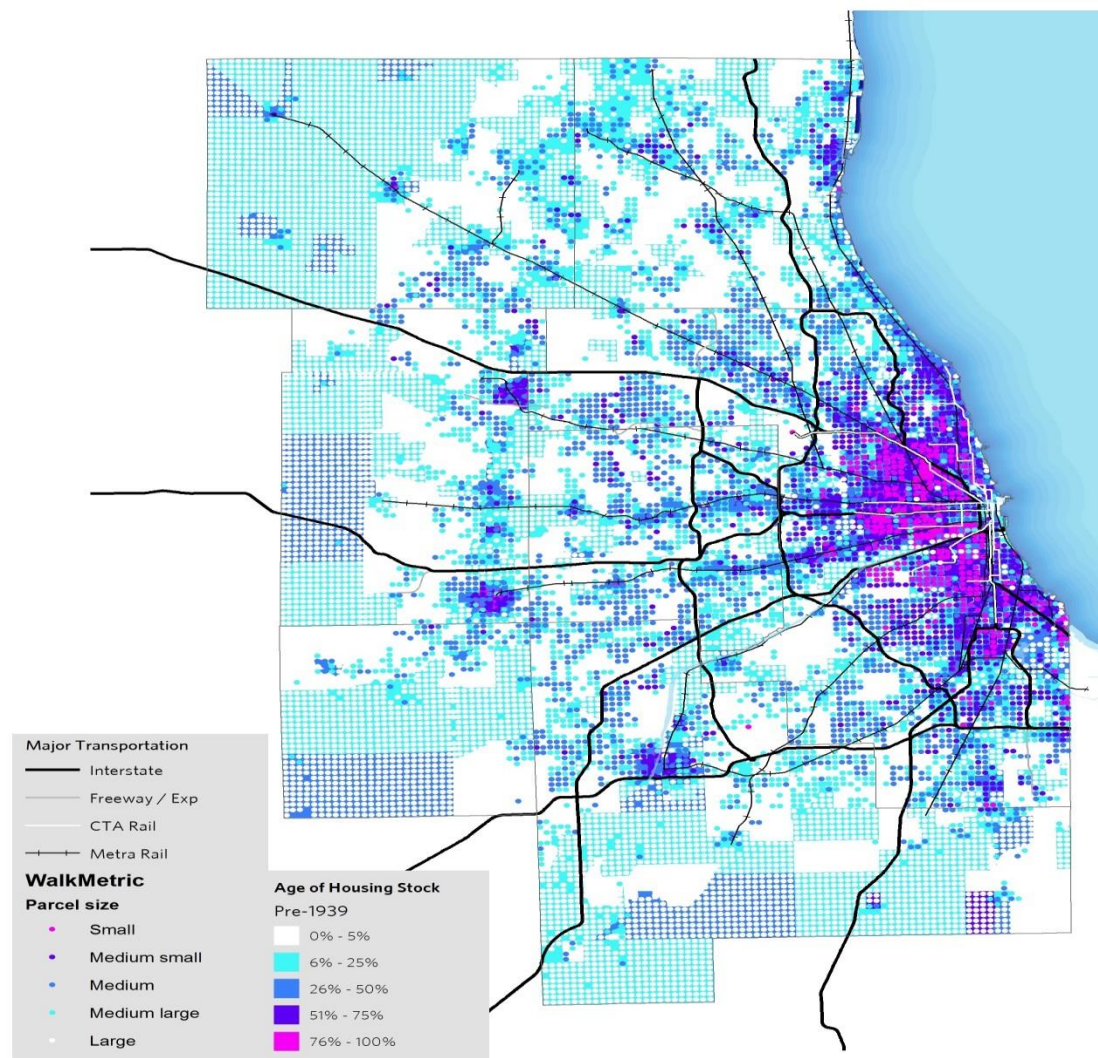 Major Transportation
Interstate
Freeway / Exp
CTA Rail
Metra Rail
WalkMetric
Parcel size
Small
Medium small
Medium
Medium large
Large
Age of Housing Stock
Pre-1939
0% - 5%
6% - 25%
26% - 50%
51% - 75%
76% - 100%